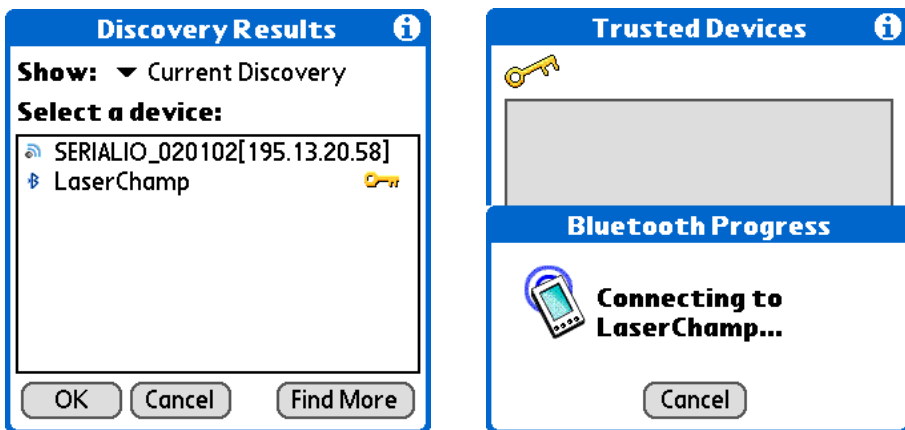 Discovery Results
Show: Current Discovery
Select a device:
SERIALIO_020102[195.13.20.58]
LaserChamp
OK Cancel Find More
Trusted Devices
Bluetooth Progress
Connecting to
LaserChamp...
Cancel